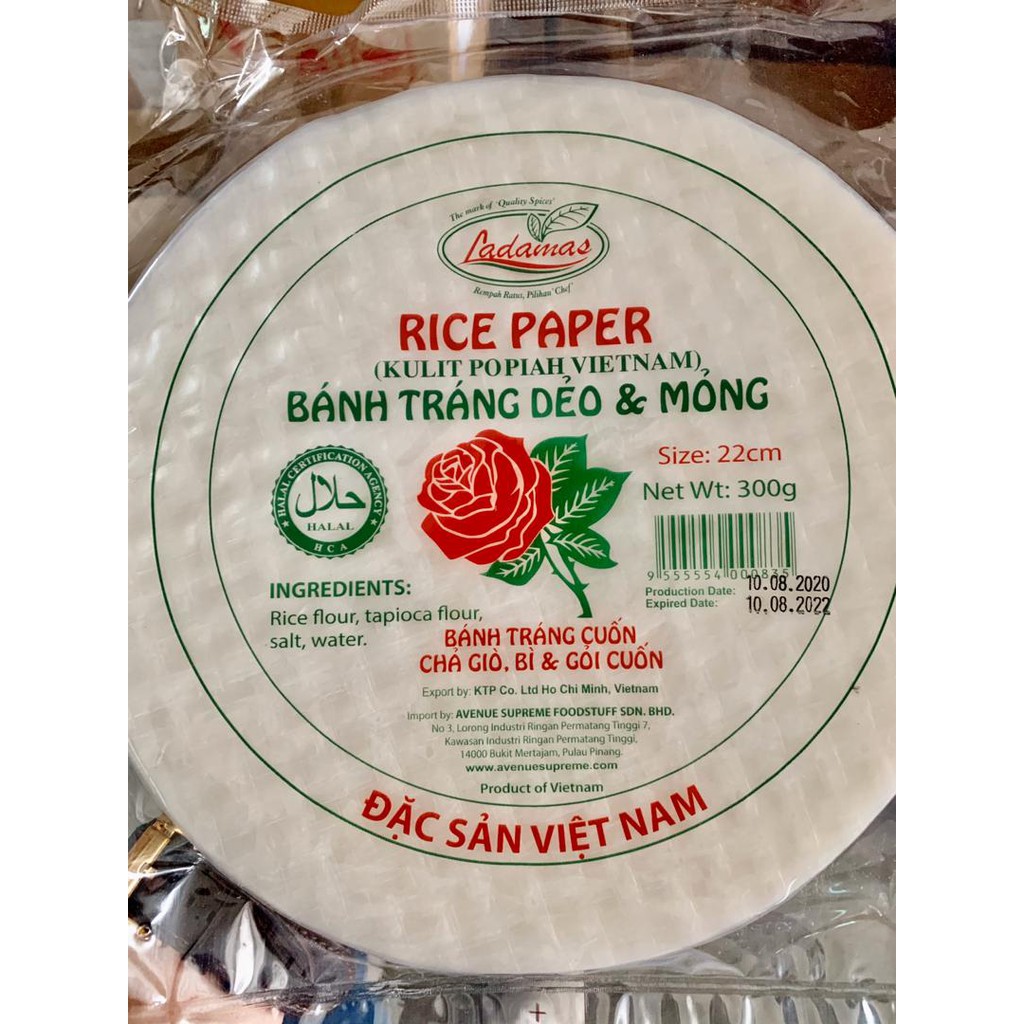 The mark of 'Quality Spices'
Ladamas
Rempah Ratus, Pilihan 'Chef'
RICE PAPER
(KULIT POPIAH VIETNAM)
BÁNH TRÁNG DẺO & MỎNG
HALAL CERTIFICATION AGENCY
حلال
HALAL
HCA
Size: 22cm
Net Wt: 300g
9 555554 000835
Production Date: 10.08.2020
Expired Date: 10.08.2022
INGREDIENTS:
Rice flour, tapioca flour,
salt, water.
BÁNH TRÁNG CUỐN
CHẢ GIÒ, BÌ & GỎI CUỐN
Export by: KTP Co. Ltd Ho Chi Minh, Vietnam
Import by: AVENUE SUPREME FOODSTUFF SDN. BHD.
No 3, Lorong Industri Ringan Permatang Tinggi 7,
Kawasan Industri Ringan Permatang Tinggi,
14000 Bukit Mertajam, Pulau Pinang.
www.avenuesupreme.com
Product of Vietnam
ĐẶC SẢN VIỆT NAM